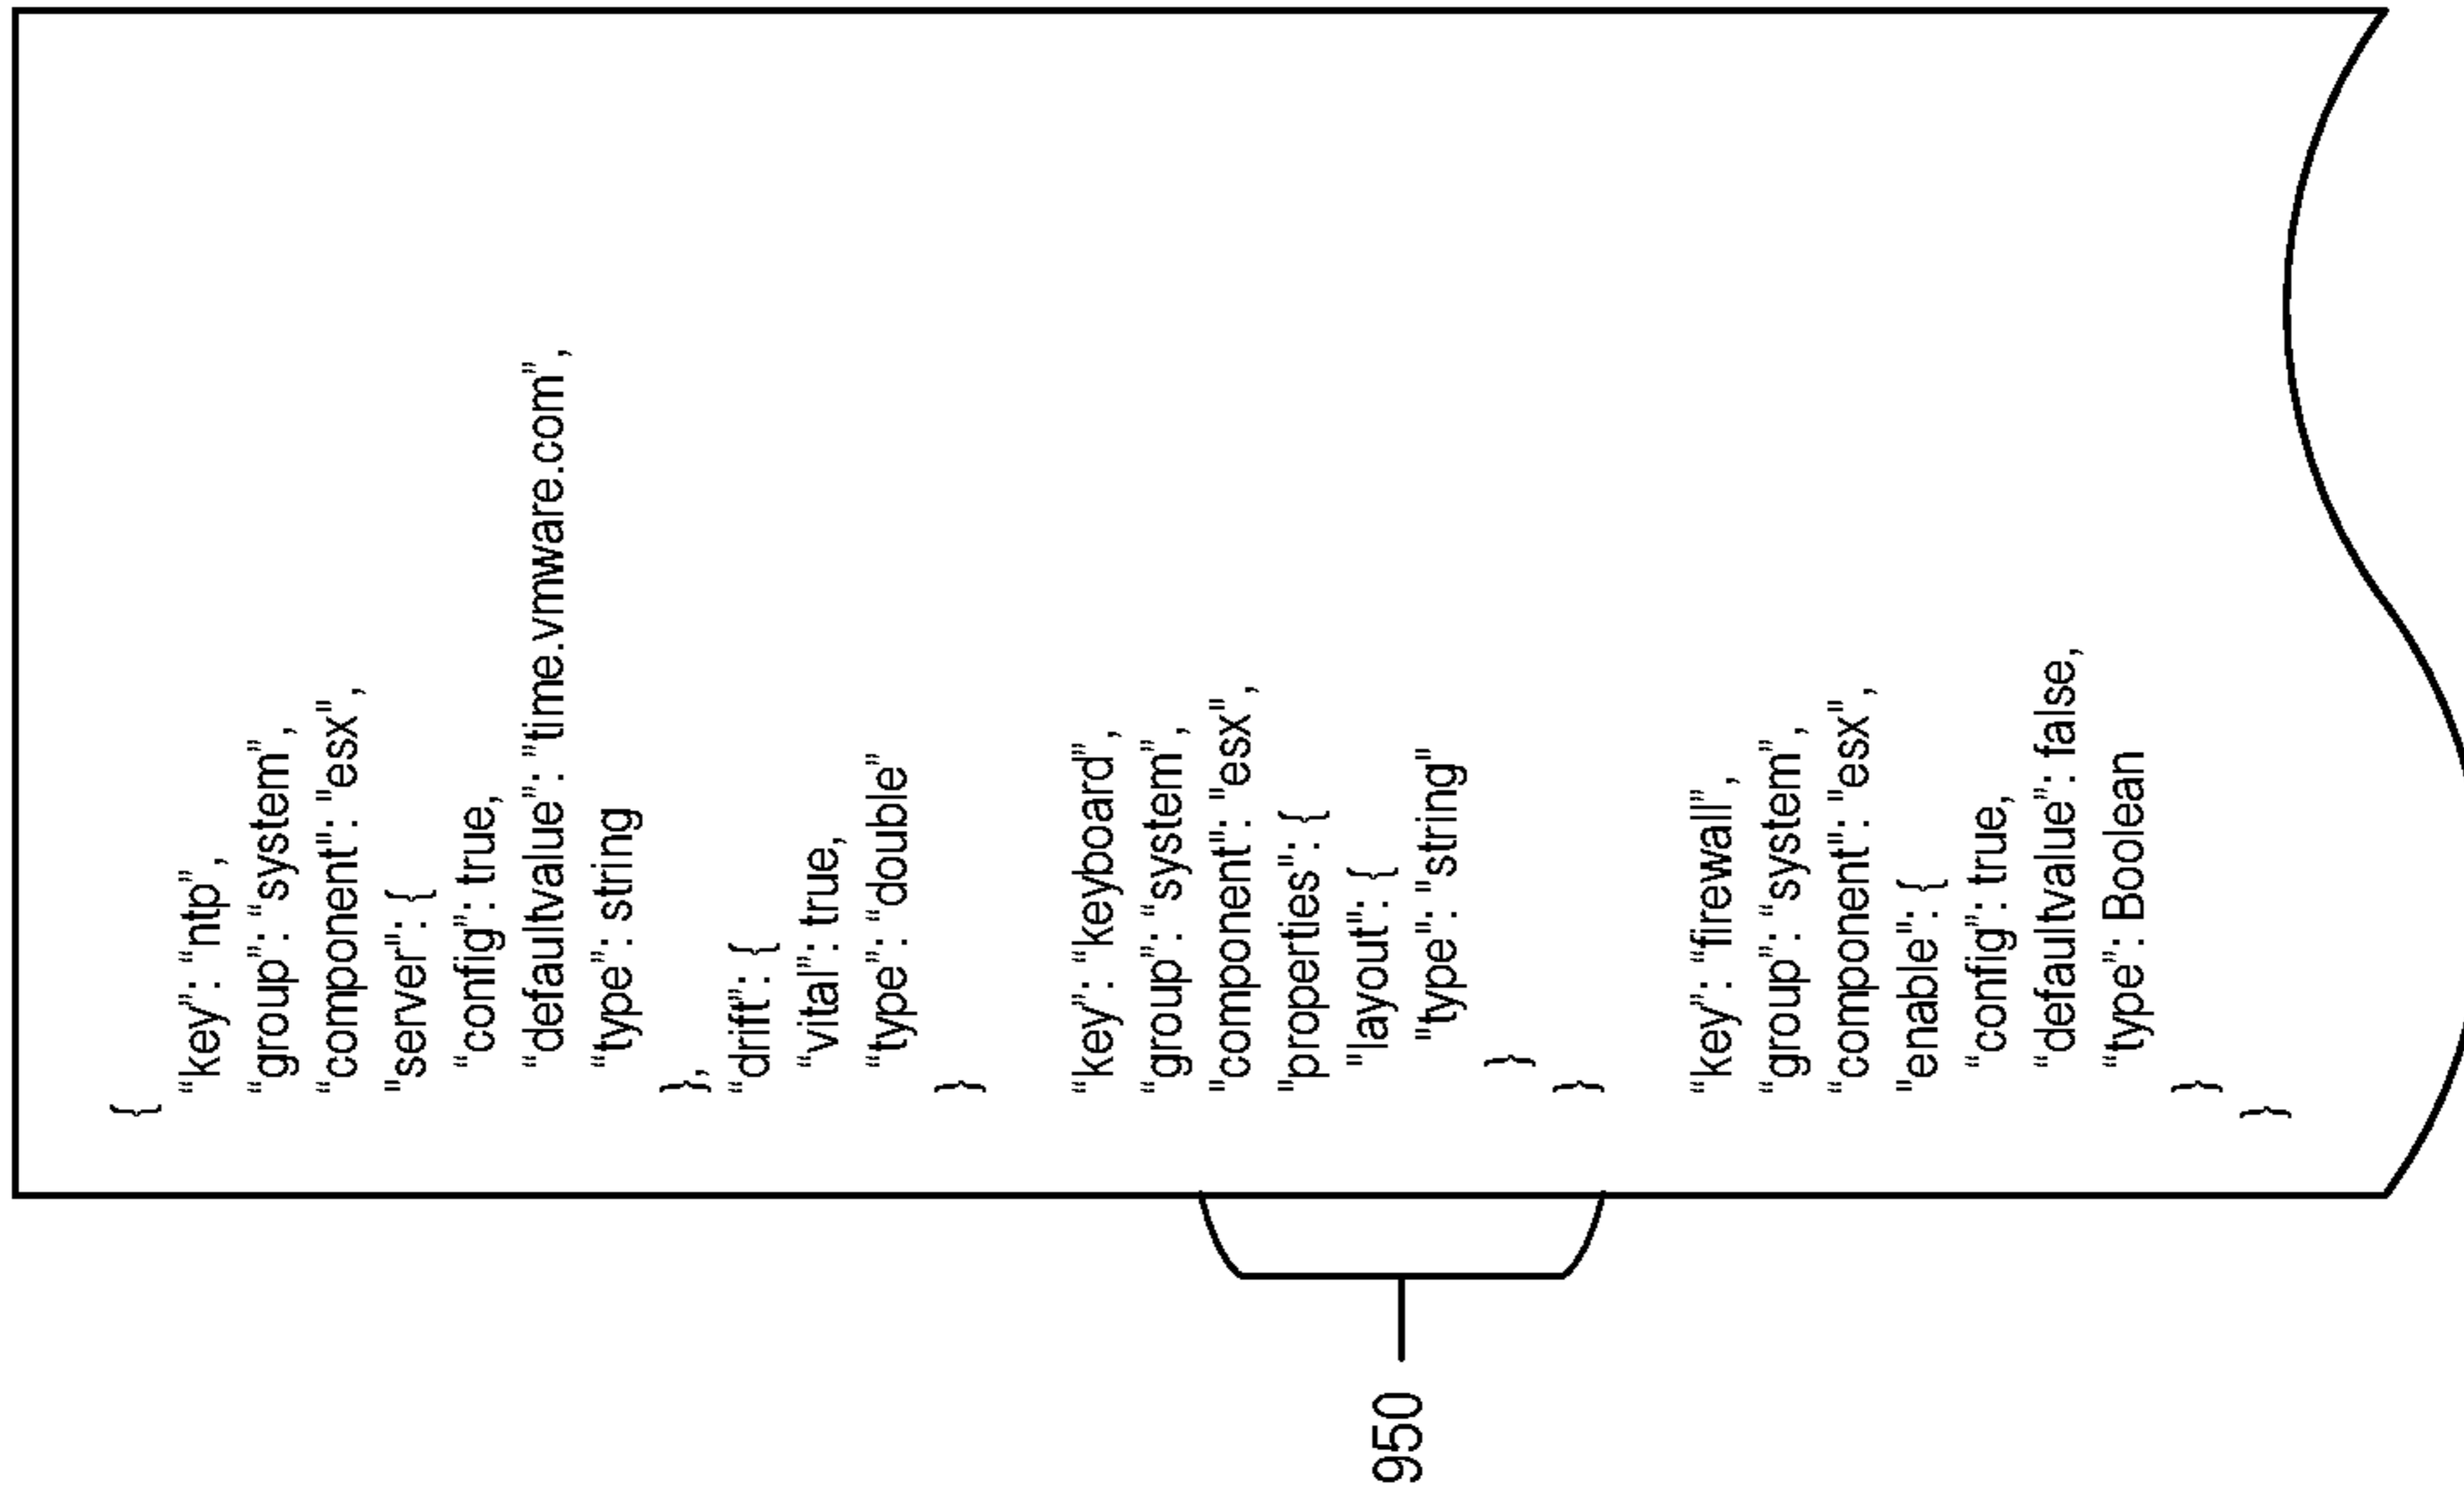 {
“key”: “ntp”,
“group”: “system”,
“component”: "esx",
"server": {
“config”: true,
“defaultvalue”: "time.vmware.com",
“type”: string
},
“drift”: {
“vital”: true,
“type”: “double”
}
“key”: “keyboard”,
“group”: “system”,
"component": "esx",
"properties": {
"layout": {
"type": "string"
}
}
“key”: “firewall”,
“group”: “system”,
“component”: "esx",
"enable": {
“config”: true,
“defaultvalue”: false,
“type”: Boolean
}
}
950